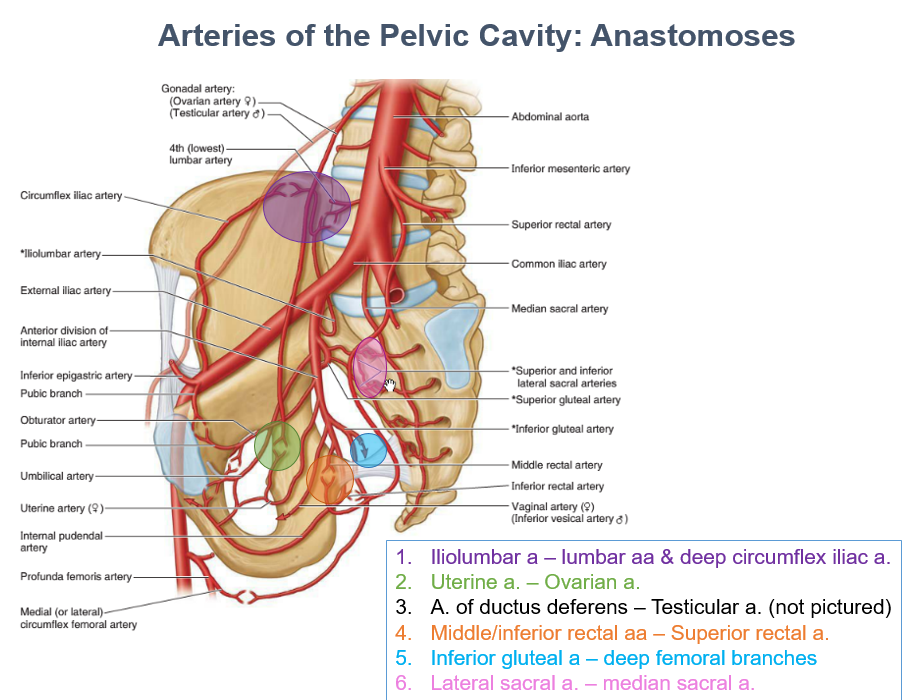 Arteries of the Pelvic Cavity: Anastomoses
Gonadal artery:
(Ovarian artery ♀)
(Testicular artery ♂)
4th (lowest)
lumbar artery
Circumflex iliac artery
*Iliolumbar artery
External iliac artery
Anterior division of
internal iliac artery
Inferior epigastric artery
Pubic branch
Obturator artery
Pubic branch
Umbilical artery
Uterine artery (♀)
Internal pudendal
artery
Profunda femoris artery
Medial (or lateral)
circumflex femoral artery
Abdominal aorta
Inferior mesenteric artery
Superior rectal artery
Common iliac artery
Median sacral artery
*Superior and inferior
lateral sacral arteries
*Superior gluteal artery
*Inferior gluteal artery
Middle rectal artery
Inferior rectal artery
Vaginal artery (♀)
(Inferior vesical artery ♂)
1. Iliolumbar a – lumbar aa & deep circumflex iliac a.
2. Uterine a. – Ovarian a.
3. A. of ductus deferens – Testicular a. (not pictured)
4. Middle/inferior rectal aa – Superior rectal a.
5. Inferior gluteal a – deep femoral branches
6. Lateral sacral a. – median sacral a.